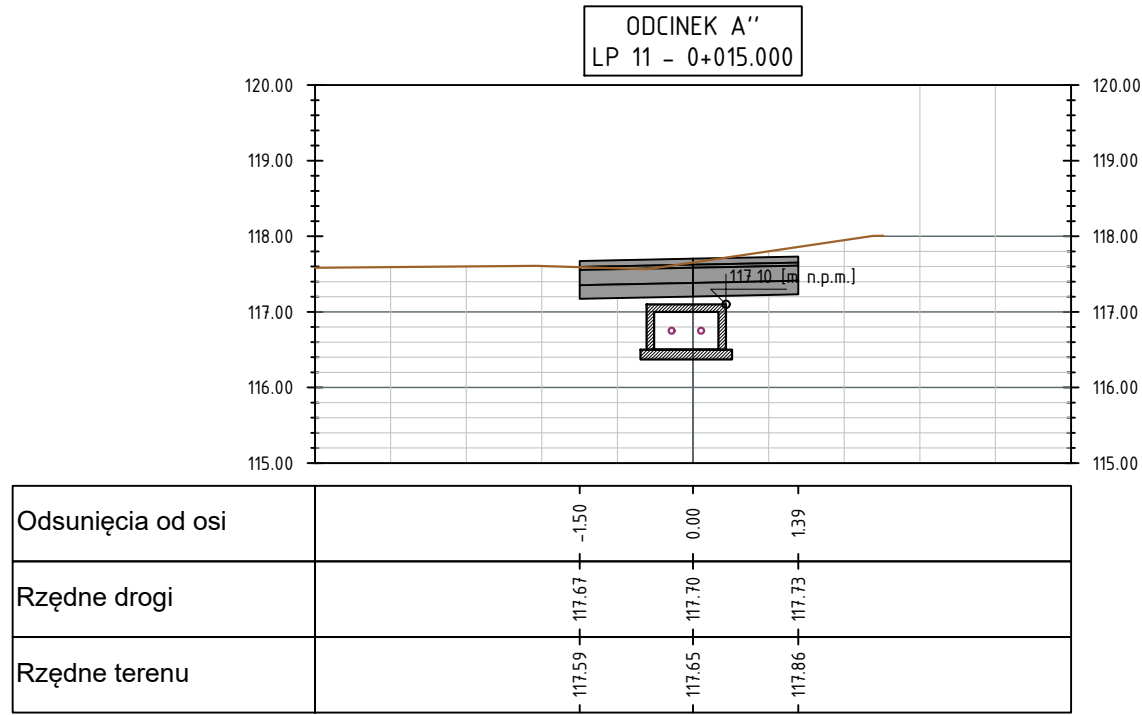 ODCINEK A''
LP 11 - 0+015.000
120.00 120.00
119.00 119.00
118.00 118.00
117.10 [m n.p.m.]
117.00 117.00
116.00 116.00
115.00 115.00
Odsunięcia od osi -1.50 0.00 1.39
Rzędne drogi 117.67 117.70 117.73
Rzędne terenu 117.59 117.65 117.86